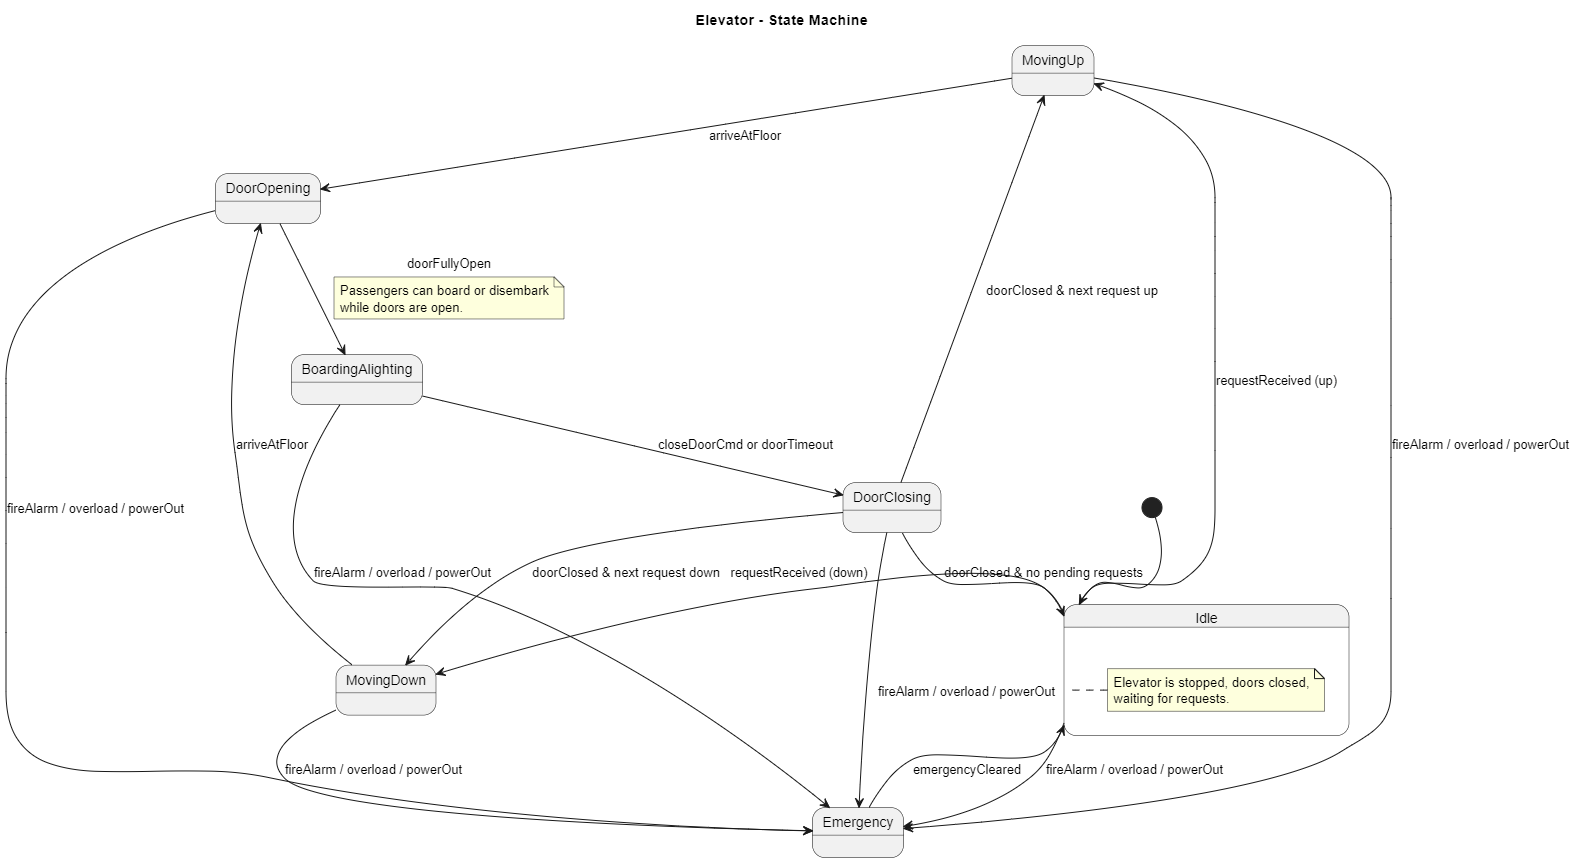 Elevator - State Machine
MovingUp
arriveAtFloor
DoorOpening
doorFullyOpen
Passengers can board or disembark
while doors are open.
doorClosed & next request up
BoardingAlighting
requestReceived (up)
arriveAtFloor
closeDoorCmd or doorTimeout
fireAlarm / overload / powerOut
DoorClosing
fireAlarm / overload / powerOut
fireAlarm / overload / powerOut
doorClosed & next request down
requestReceived (down)
doorClosed & no pending requests
Idle
Elevator is stopped, doors closed,
waiting for requests.
MovingDown
fireAlarm / overload / powerOut
fireAlarm / overload / powerOut
emergencyCleared
fireAlarm / overload / powerOut
Emergency